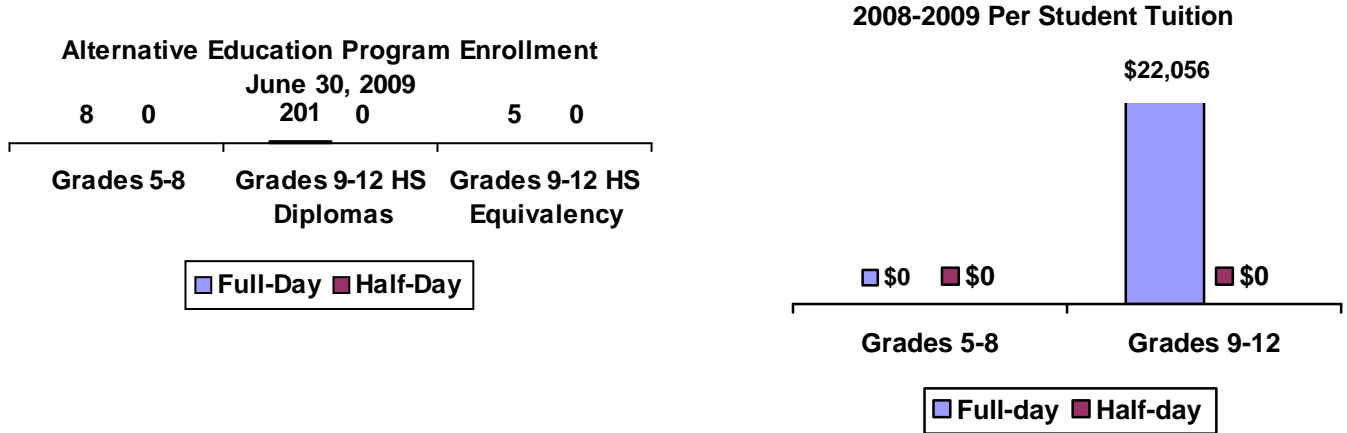 Alternative Education Program Enrollment
June 30, 2009
8 0 201 0 5 0
Grades 5-8
Grades 9-12 HS
Diplomas
Grades 9-12 HS
Equivalency
Full-Day Half-Day
2008-2009 Per Student Tuition
$22,056
$0 $0 $0
Grades 5-8 Grades 9-12
Full-day Half-day